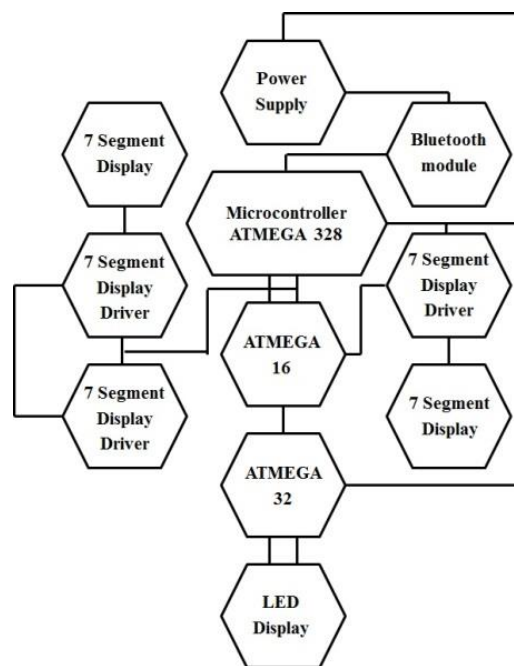 Power
Supply
7 Segment
Display
Bluetooth
module
Microcontroller
ATMEGA 328
7 Segment
Display
Driver
7 Segment
Display
Driver
ATMEGA
16
7 Segment
Display
Driver
7 Segment
Display
ATMEGA
32
LED
Display